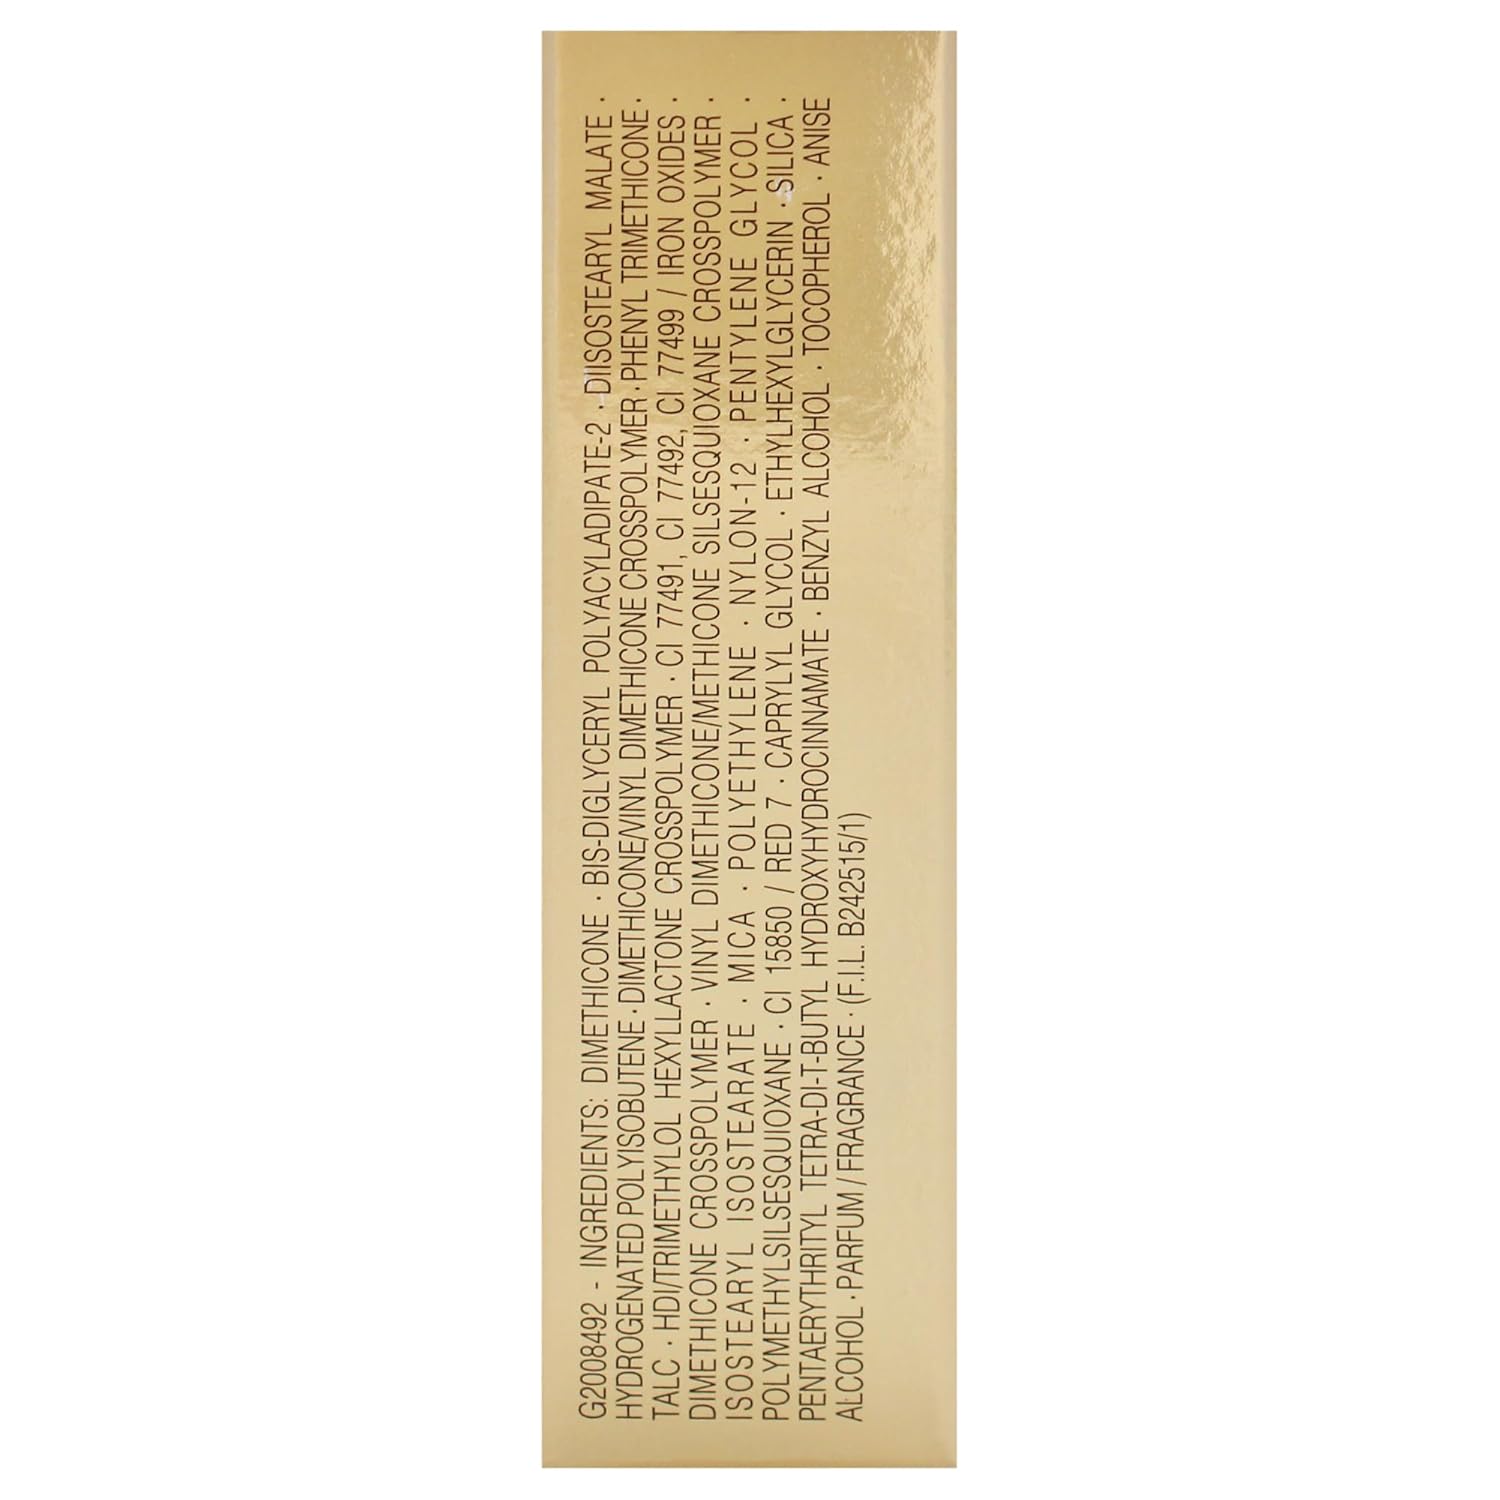 G2008492 - INGREDIENTS: DIMETHICONE · BIS-DIGLYCERYL POLYACYLADIPATE-2 · DIISOSTEARYL MALATE ·
HYDROGENATED POLYISOBUTENE · DIMETHICONE/VINYL DIMETHICONE CROSSPOLYMER · PHENYL TRIMETHICONE ·
TALC · HDI/TRIMETHYLOL HEXYLLACTONE CROSSPOLYMER · CI 77491, CI 77492, CI 77499 / IRON OXIDES ·
DIMETHICONE CROSSPOLYMER · VINYL DIMETHICONE/METHICONE SILSESQUIOXANE CROSSPOLYMER ·
ISOSTEARYL ISOSTEARATE · MICA · POLYETHYLENE · NYLON-12 · PENTYLENE GLYCOL ·
POLYMETHYLSILSESQUIOXANE · CI 15850 / RED 7 · CAPRYLYL GLYCOL · ETHYLHEXYLGLYCERIN · SILICA ·
PENTAERYTHRITYL TETRA-DI-T-BUTYL HYDROXYHYDROCINNAMATE · BENZYL ALCOHOL · TOCOPHEROL · ANISE
ALCOHOL · PARFUM / FRAGRANCE · (F.I.L. B242515/1)